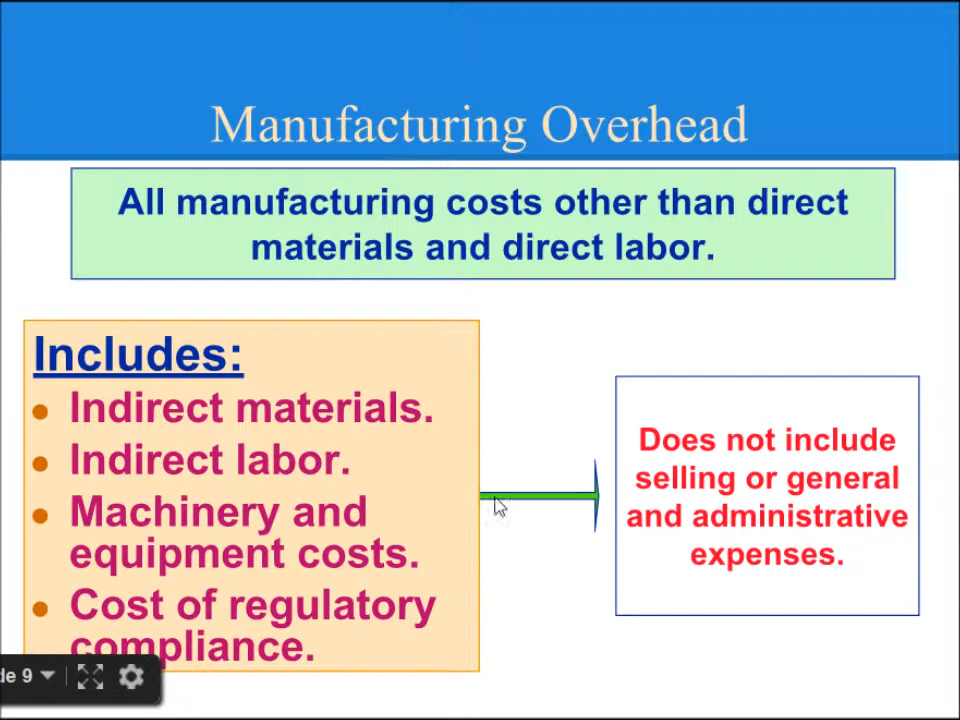 Manufacturing Overhead
All manufacturing costs other than direct
materials and direct labor.
Includes:
Indirect materials.
Indirect labor.
Machinery and
equipment costs.
Cost of regulatory
compliance.
Does not include
selling or general
and administrative
expenses.
de 9